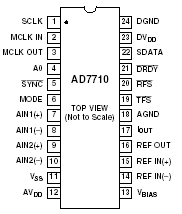 SCLK 1 24 DGND
MCLK IN 2 23 DVDD
MCLK OUT 3 22 SDATA
A0 4 21 DRDY
SYNC 5 AD7710 20 RFS
MODE 6 19 TFS
AIN1(+) 7 TOP VIEW 18 AGND
AIN1(–) 8 (Not to Scale) 17 IOUT
AIN2(+) 9 16 REF OUT
AIN2(–) 10 15 REF IN(+)
VSS 11 14 REF IN(–)
AVDD 12 13 VBIAS